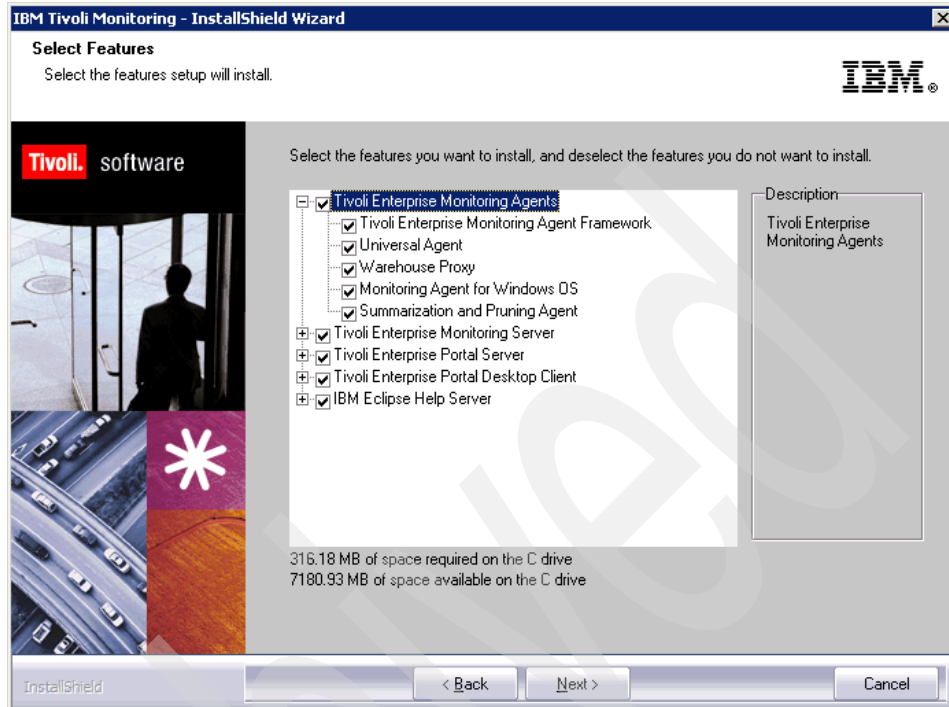 IBM Tivoli Monitoring - InstallShield Wizard
Select Features
Select the features setup will install.
IBM®
Tivoli. software
Select the features you want to install, and deselect the features you do not want to install.
Tivoli Enterprise Monitoring Agents
Tivoli Enterprise Monitoring Agent Framework
Universal Agent
Warehouse Proxy
Monitoring Agent for Windows OS
Summarization and Pruning Agent
Tivoli Enterprise Monitoring Server
Tivoli Enterprise Portal Server
Tivoli Enterprise Portal Desktop Client
IBM Eclipse Help Server
Description
Tivoli Enterprise
Monitoring Agents
316.18 MB of space required on the C drive
7180.93 MB of space available on the C drive
InstallShield
< Back
Next >
Cancel